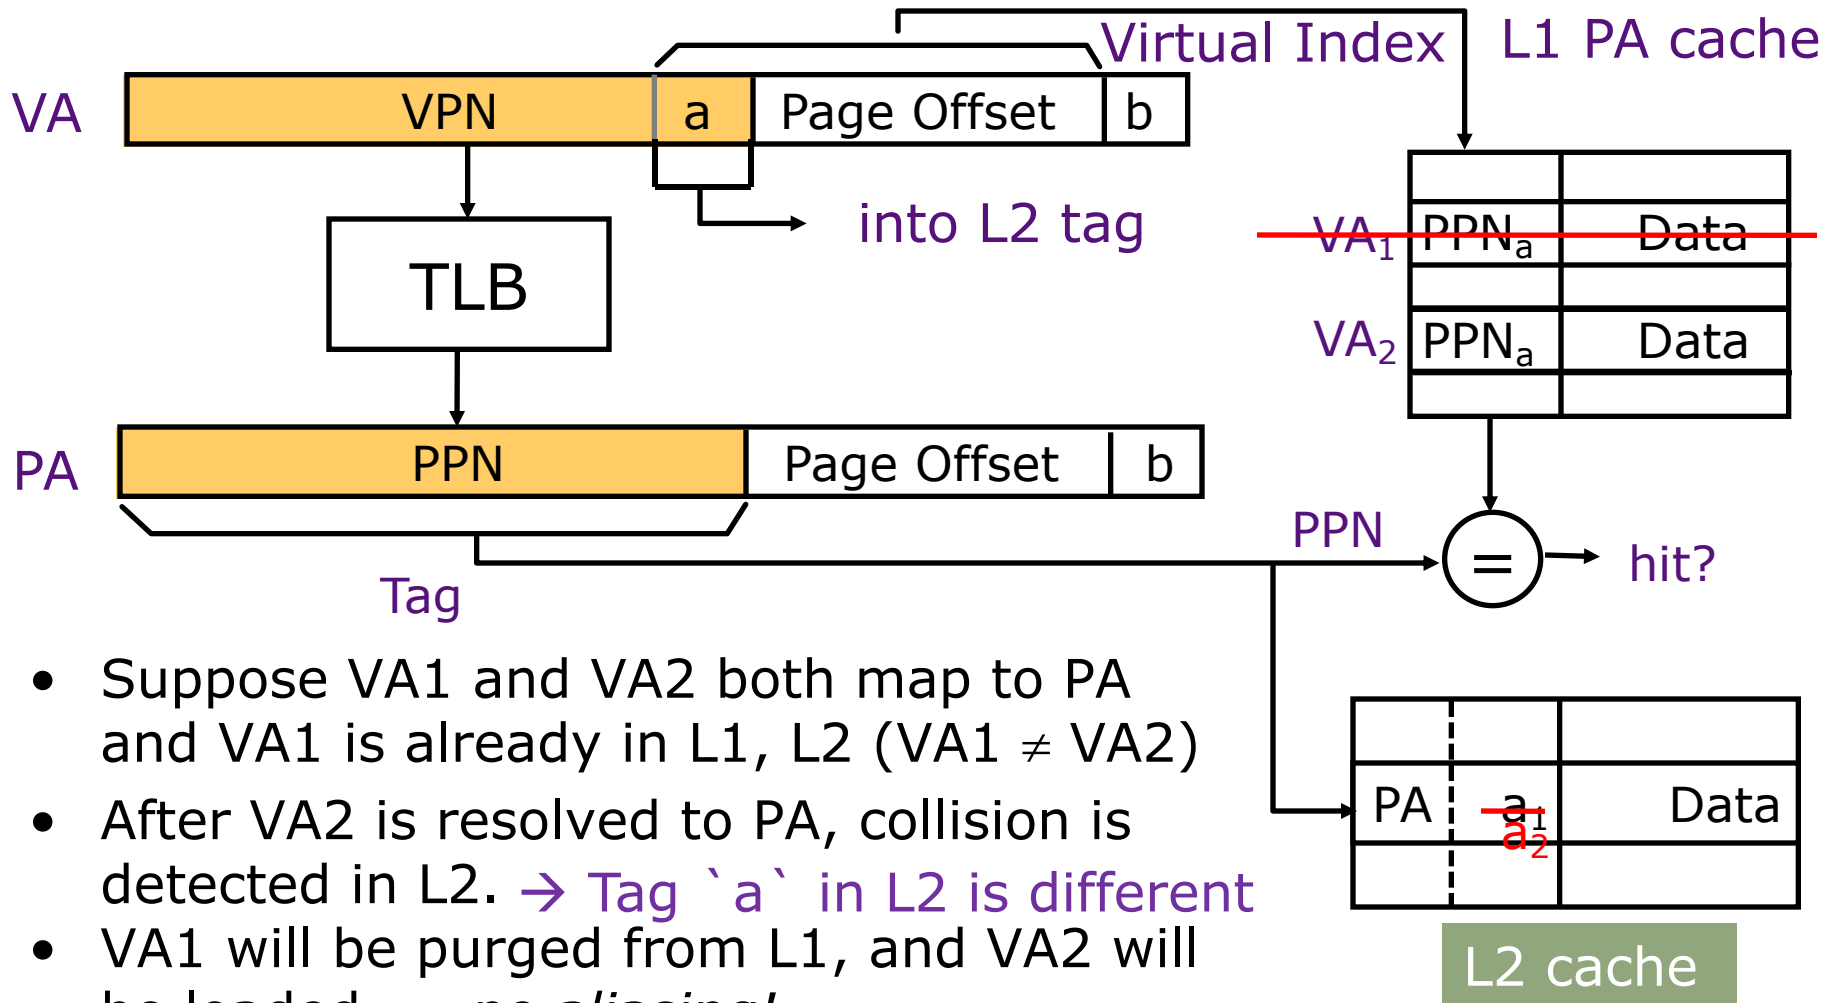 Virtual Index
L1 PA cache
VA
VPN
a
Page Offset
b
into L2 tag
TLB
VA1
PPNa
Data
VA2
PPNa
Data
PA
PPN
Page Offset
b
Tag
PPN
=
hit?
• Suppose VA1 and VA2 both map to PA
and VA1 is already in L1, L2 (VA1 ≠ VA2)
• After VA2 is resolved to PA, collision is
detected in L2. → Tag `a` in L2 is different
• VA1 will be purged from L1, and VA2 will
PA
a1
a2
Data
L2 cache